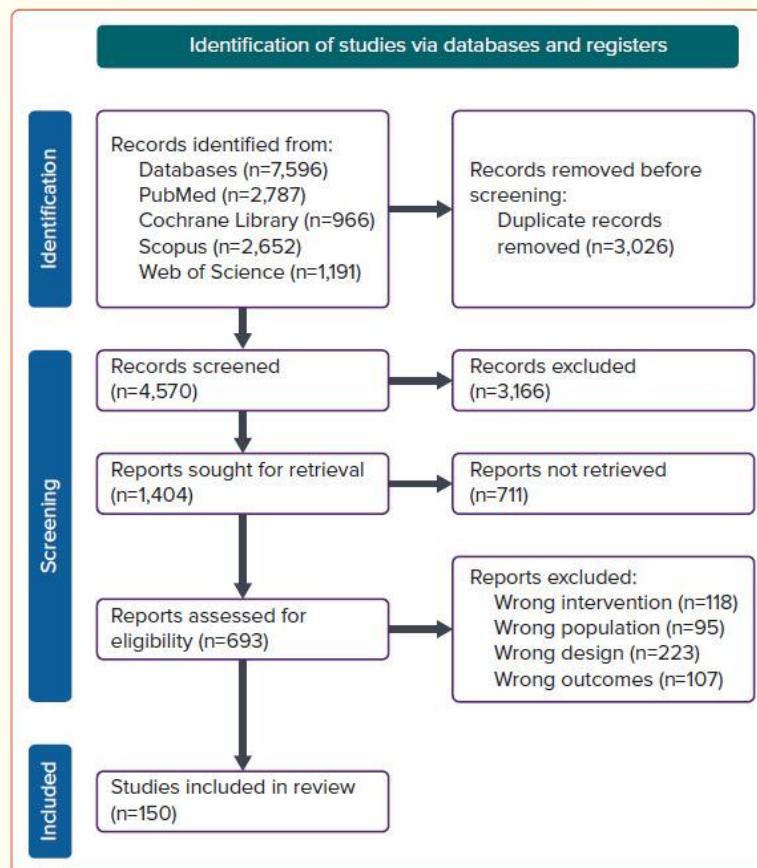 Identification of studies via databases and registers
Identification
Records identified from:
Databases (n=7,596)
PubMed (n=2,787)
Cochrane Library (n=966)
Scopus (n=2,652)
Web of Science (n=1,191)
Records removed before
screening:
Duplicate records
removed (n=3,026)
Screening
Records screened
(n=4,570)
Records excluded
(n=3,166)
Reports sought for retrieval
(n=1,404)
Reports not retrieved
(n=711)
Reports assessed for
eligibility (n=693)
Reports excluded:
Wrong intervention (n=118)
Wrong population (n=95)
Wrong design (n=223)
Wrong outcomes (n=107)
Included
Studies included in review
(n=150)